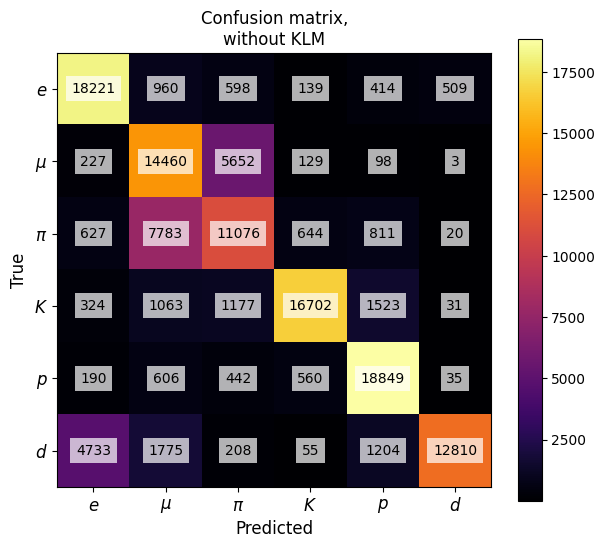 Confusion matrix,
without KLM
e 18221 960 598 139 414 509
μ 227 14460 5652 129 98 3
π 627 7783 11076 644 811 20
K 324 1063 1177 16702 1523 31
p 190 606 442 560 18849 35
d 4733 1775 208 55 1204 12810
e μ π K p d
Predicted
True
17500
15000
12500
10000
7500
5000
2500